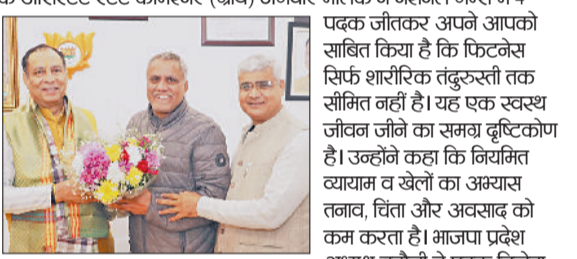 पदक जीतकर अपने आपको
साबित किया है कि फिटनेस
सिर्फ शारीरिक तंदुरुस्ती तक
सीमित नहीं है। यह एक स्वस्थ
जीवन जीने का समग्र दृष्टिकोण
है। उन्होंने कहा कि नियमित
व्यायाम व खेलों का अभ्यास
तनाव, चिंता और अवसाद को
कम करता है। भाजपा प्रदेश